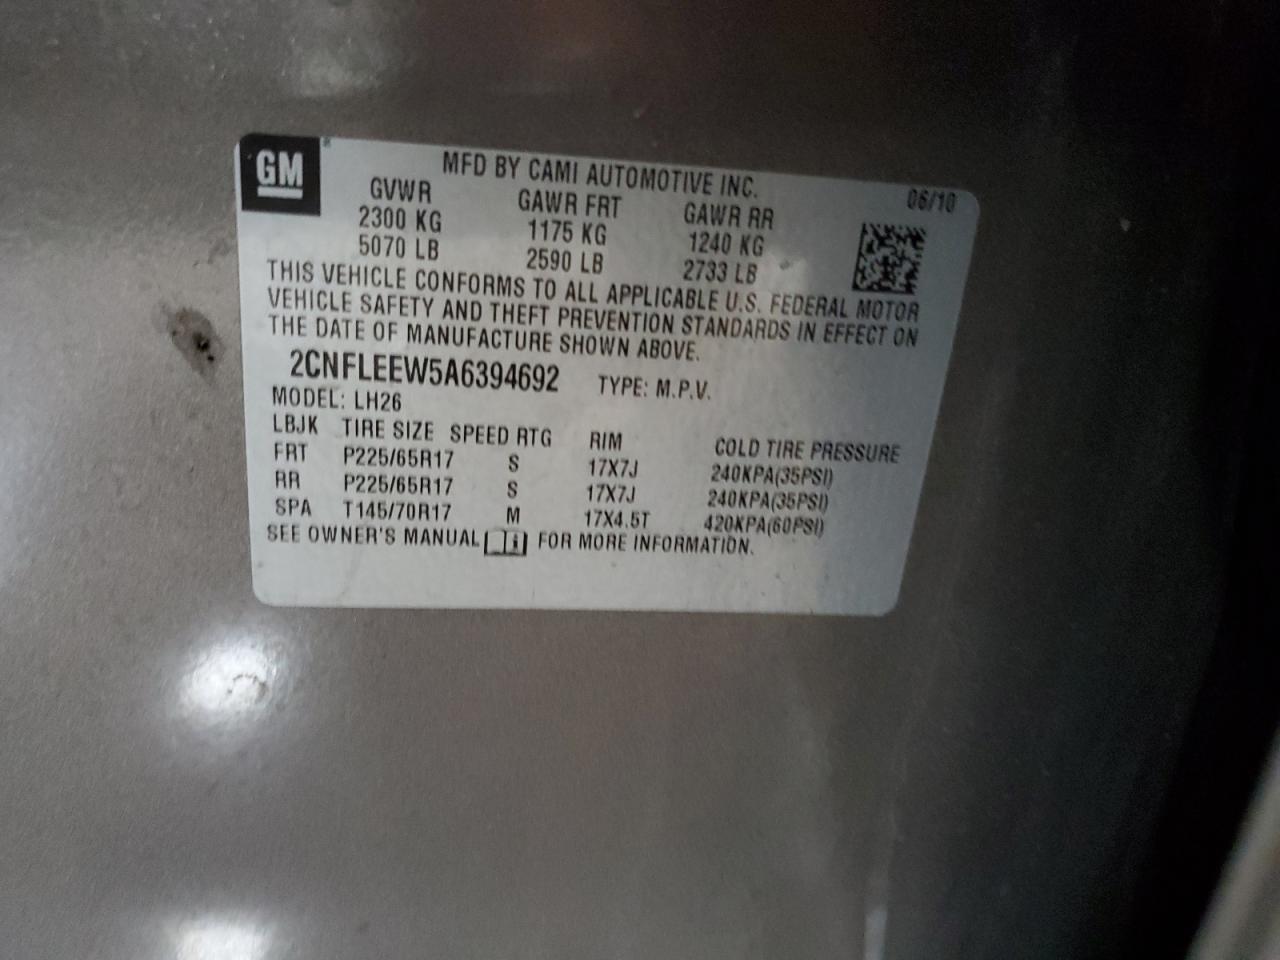 GM
MFD BY CAMI AUTOMOTIVE INC.
06/10
GVWR GAWR FRT GAWR RR
2300 KG 1175 KG 1240 KG
5070 LB 2590 LB 2733 LB
THIS VEHICLE CONFORMS TO ALL APPLICABLE U.S. FEDERAL MOTOR
VEHICLE SAFETY AND THEFT PREVENTION STANDARDS IN EFFECT ON
THE DATE OF MANUFACTURE SHOWN ABOVE.
2CNFLEEW5A6394692 TYPE: M.P.V.
MODEL: LH26
LBJK TIRE SIZE SPEED RTG RIM COLD TIRE PRESSURE
FRT P225/65R17 S 17X7J 240KPA(35PSI)
RR P225/65R17 S 17X7J 240KPA(35PSI)
SPA T145/70R17 M 17X4.5T 420KPA(60PSI)
SEE OWNER'S MANUAL FOR MORE INFORMATION.